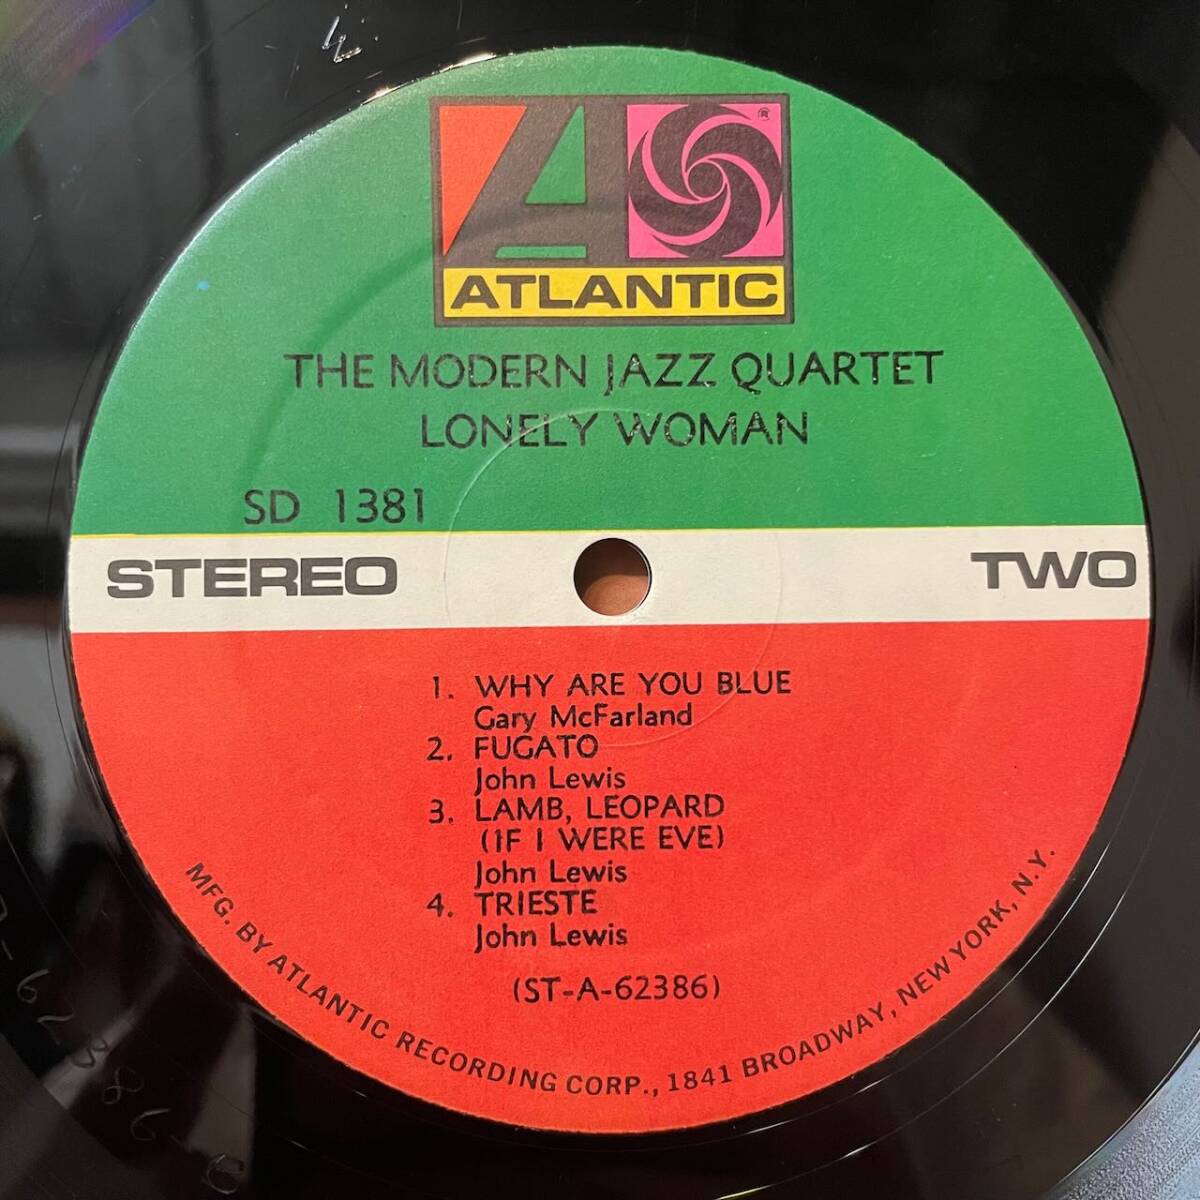 ®
ATLANTIC
THE MODERN JAZZ QUARTET
LONELY WOMAN
SD 1381
STEREO TWO
1. WHY ARE YOU BLUE
Gary McFarland
2. FUGATO
John Lewis
3. LAMB, LEOPARD
(IF I WERE EVE)
John Lewis
4. TRIESTE
John Lewis
(ST-A-62386)
MFG. BY ATLANTIC RECORDING CORP., 1841 BROADWAY, NEW YORK, N.Y.